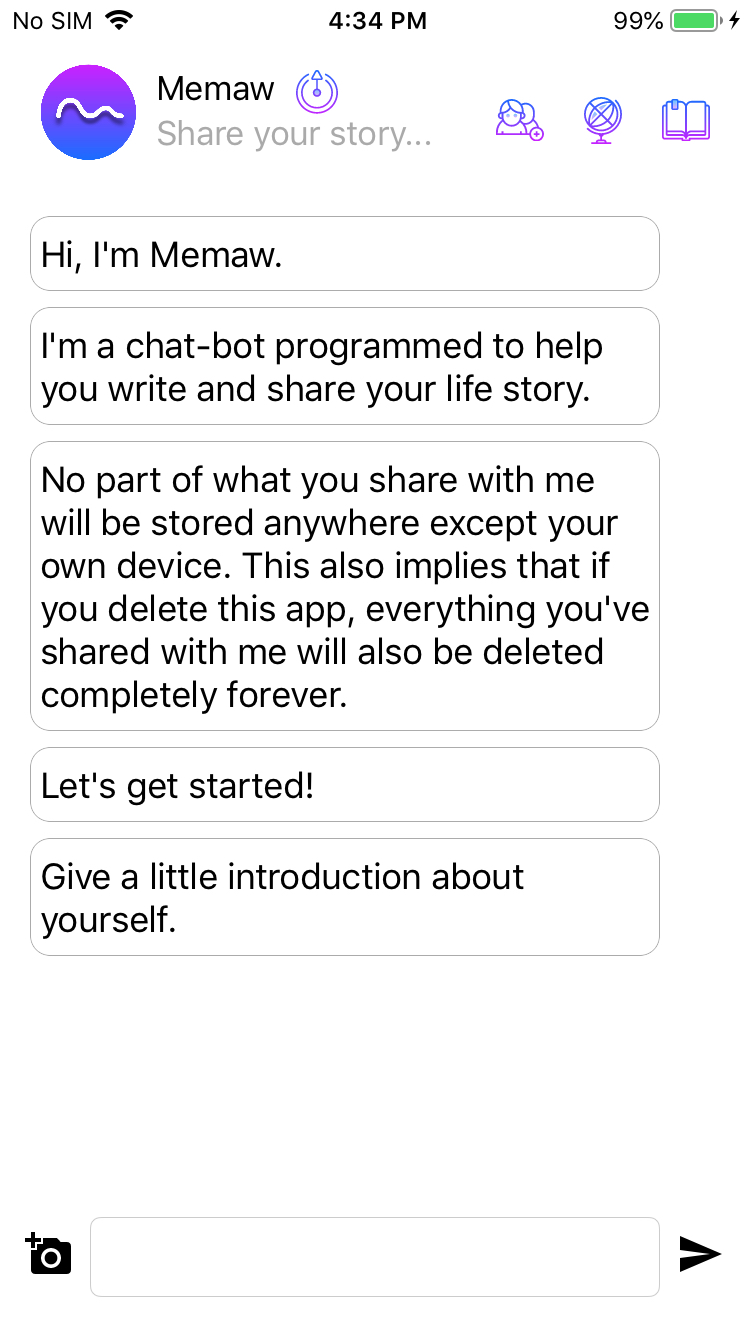 No SIM 4:34 PM 99%
Memaw
Share your story...
Hi, I'm Memaw.
I'm a chat-bot programmed to help
you write and share your life story.
No part of what you share with me
will be stored anywhere except your
own device. This also implies that if
you delete this app, everything you've
shared with me will also be deleted
completely forever.
Let's get started!
Give a little introduction about
yourself.